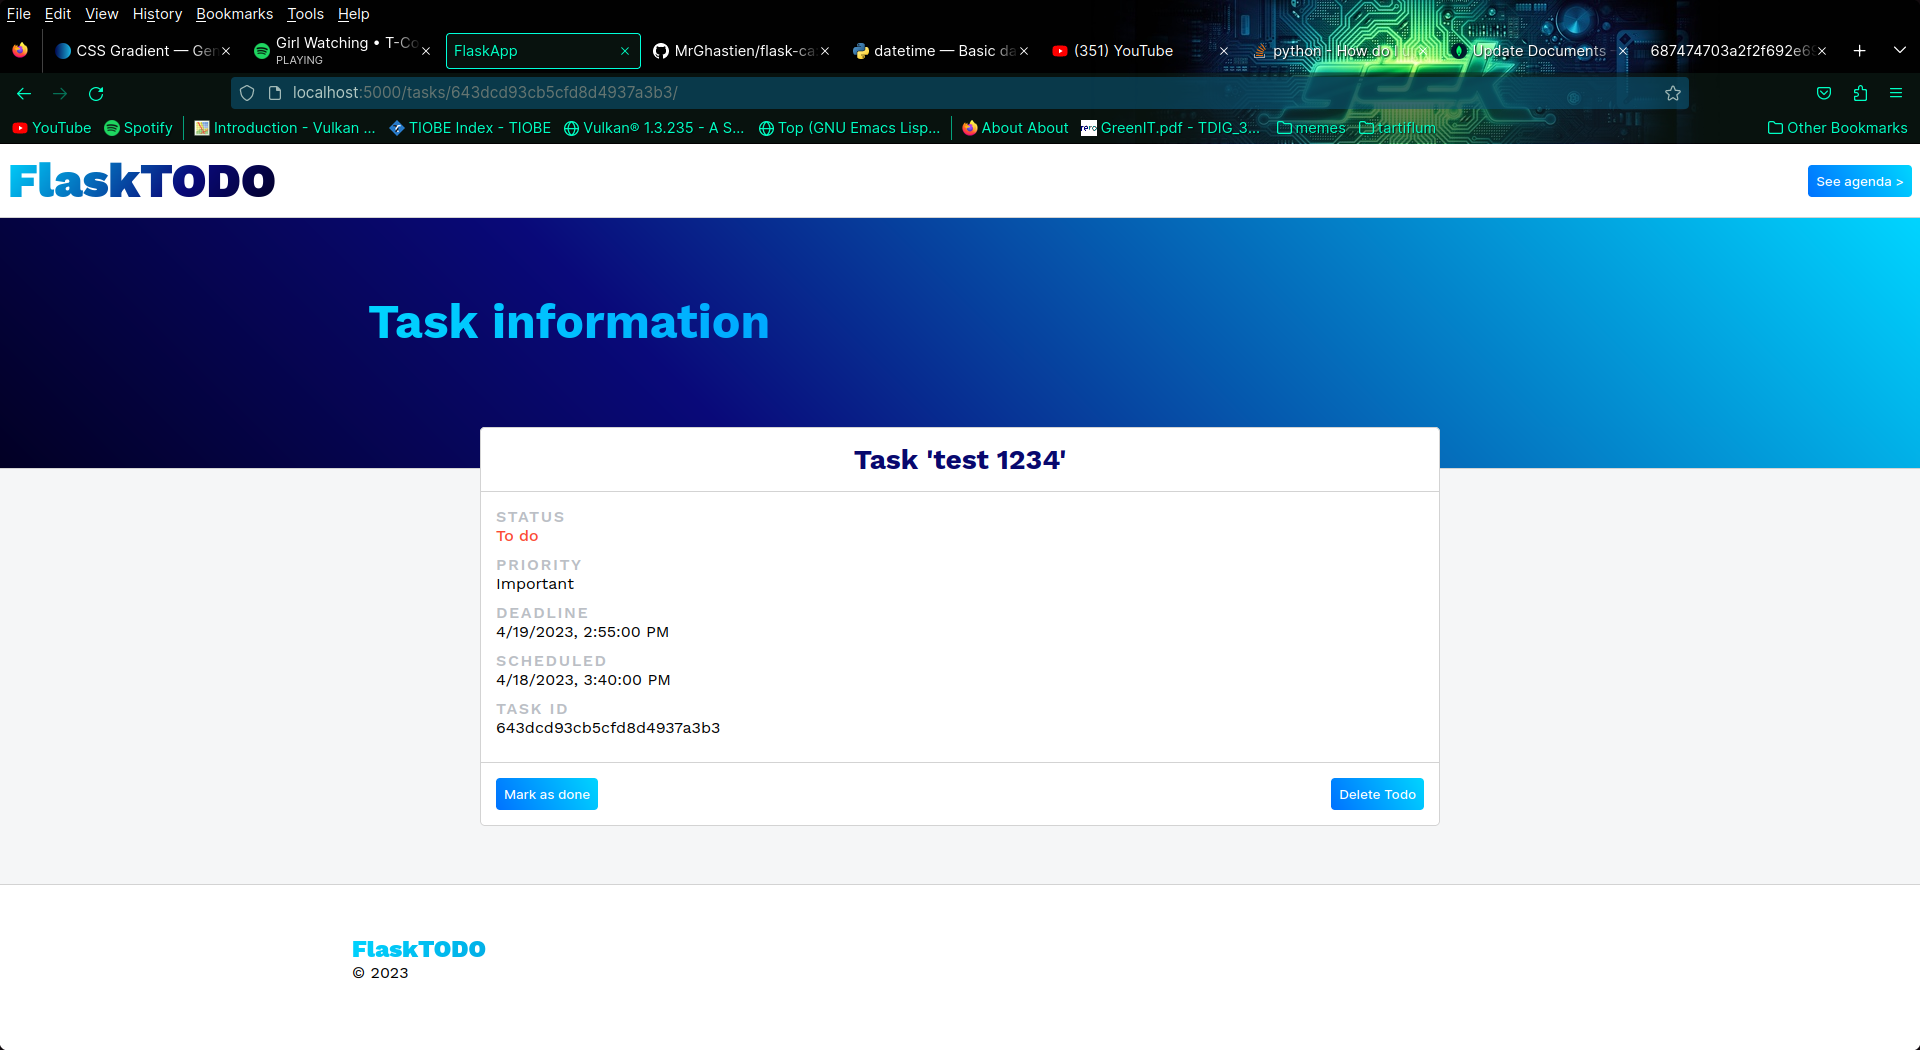 File Edit View History Bookmarks Tools Help
CSS Gradient — Gen
Girl Watching • T-Co
PLAYING
FlaskApp
MrGhastien/flask-ca
datetime — Basic da
(351) YouTube
python - How do I
Update Documents
687474703a2f2f692e69
localhost:5000/tasks/643dcd93cb5cfd8d4937a3b3/
YouTube Spotify Introduction - Vulkan ... TIOBE Index - TIOBE Vulkan® 1.3.235 - A S... Top (GNU Emacs Lisp... About About GreenIT.pdf - TDIG_3... memes tartiflum Other Bookmarks
FlaskTODO
See agenda >
Task information
Task 'test 1234'
STATUS
To do
PRIORITY
Important
DEADLINE
4/19/2023, 2:55:00 PM
SCHEDULED
4/18/2023, 3:40:00 PM
TASK ID
643dcd93cb5cfd8d4937a3b3
Mark as done
Delete Todo
FlaskTODO
© 2023